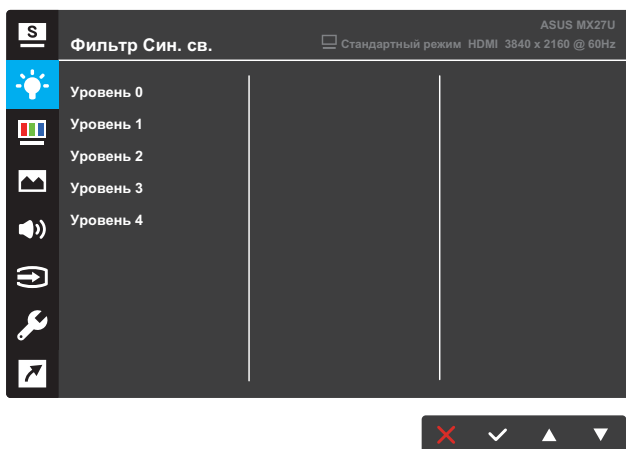 S
ASUS MX27U
Фильтр Син. св.
Стандартный режим HDMI 3840 x 2160 @ 60Hz
Уровень 0
Уровень 1
Уровень 2
Уровень 3
Уровень 4